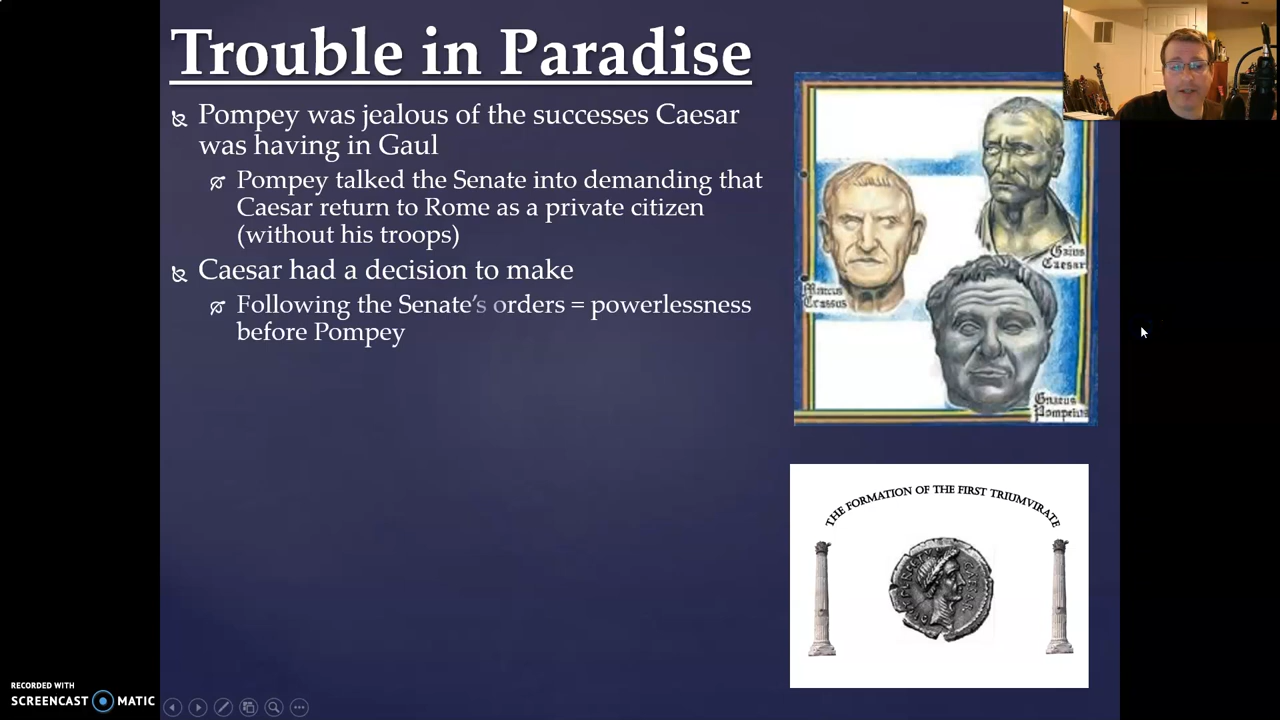 Trouble in Paradise
Pompey was jealous of the successes Caesar
was having in Gaul
Pompey talked the Senate into demanding that
Caesar return to Rome as a private citizen
(without his troops)
Caesar had a decision to make
Following the Senate's orders = powerlessness
before Pompey
Gaius
Caesar
Marcus
Crassus
Gnaeus
Pompeius
THE FORMATION OF THE FIRST TRIUMVIRATE
RECORDED WITH
SCREENCAST MATIC